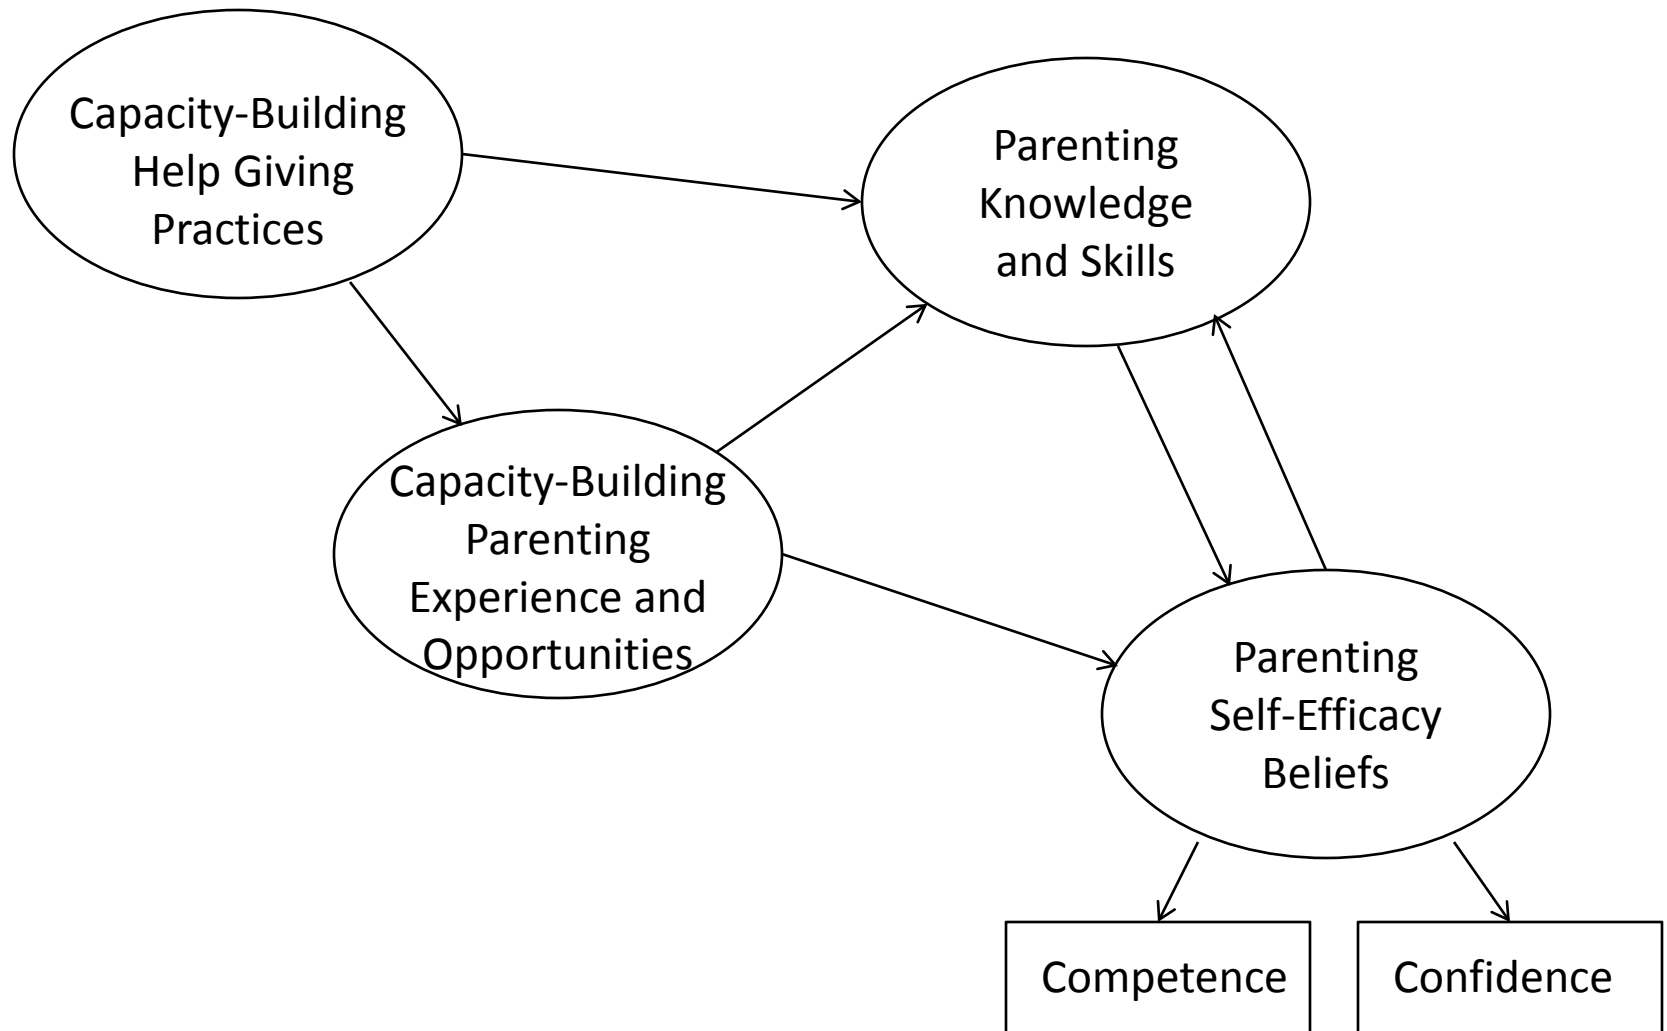 Capacity-Building
Help Giving
Practices
Parenting
Knowledge
and Skills
Capacity-Building
Parenting
Experience and
Opportunities
Parenting
Self-Efficacy
Beliefs
Competence
Confidence